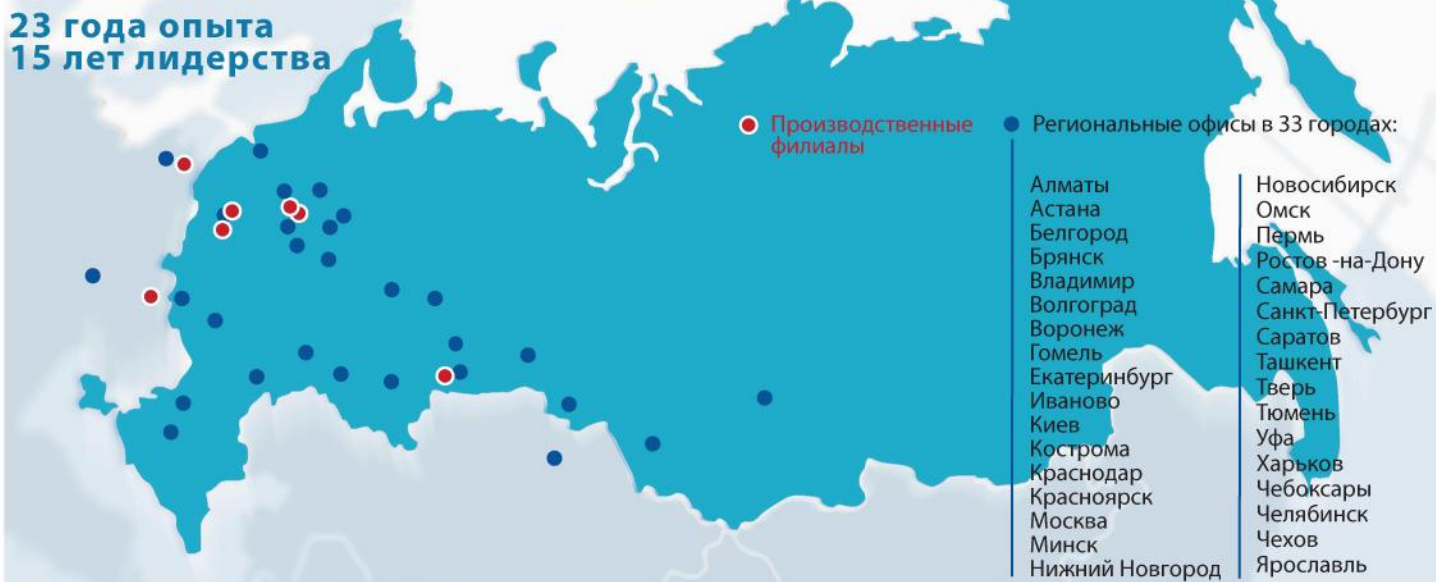 23 года опыта
15 лет лидерства
Производственные
филиалы
Региональные офисы в 33 городах:
Алматы
Астана
Белгород
Брянск
Владимир
Волгоград
Воронеж
Гомель
Екатеринбург
Иваново
Киев
Кострома
Краснодар
Красноярск
Москва
Минск
Нижний Новгород
Новосибирск
Омск
Пермь
Ростов -на-Дону
Самара
Санкт-Петербург
Саратов
Ташкент
Тверь
Тюмень
Уфа
Харьков
Чебоксары
Челябинск
Чехов
Ярославль